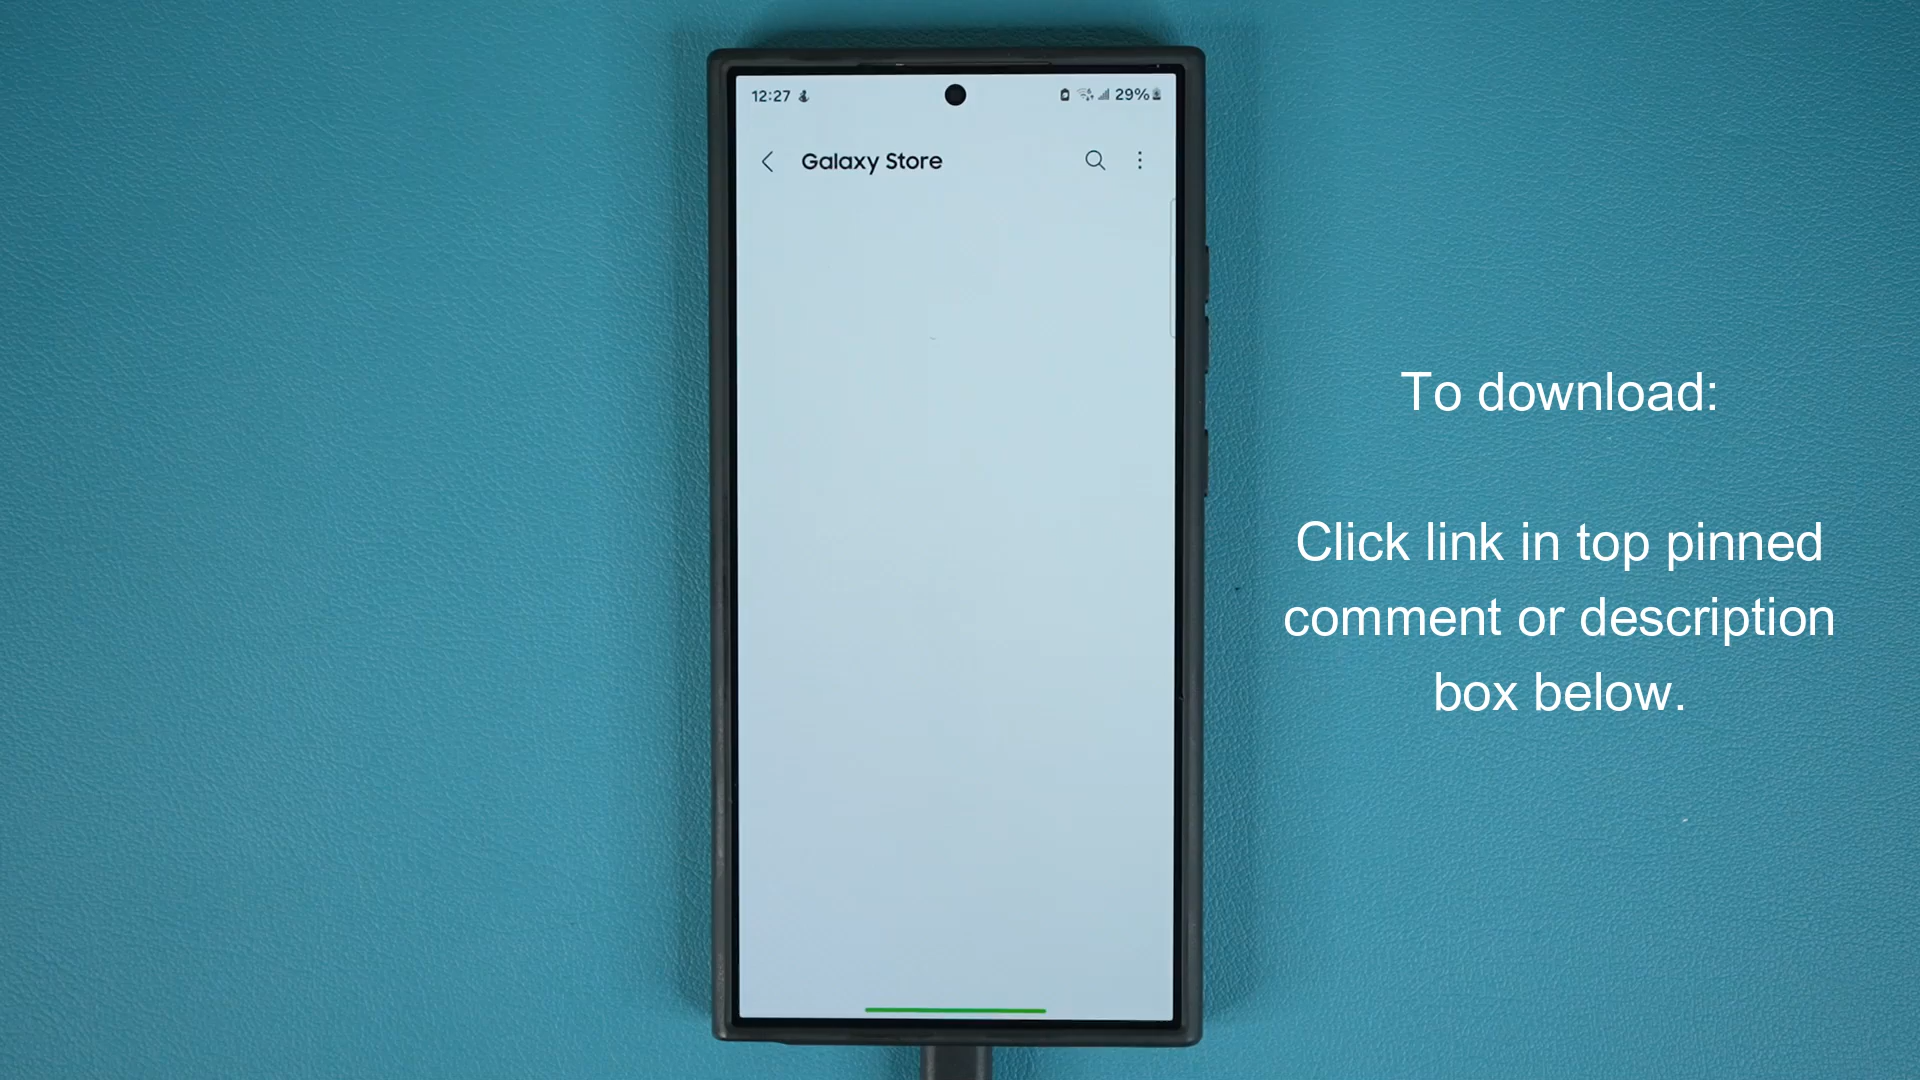 12:27
29%
Galaxy Store
To download:
Click link in top pinned
comment or description
box below.